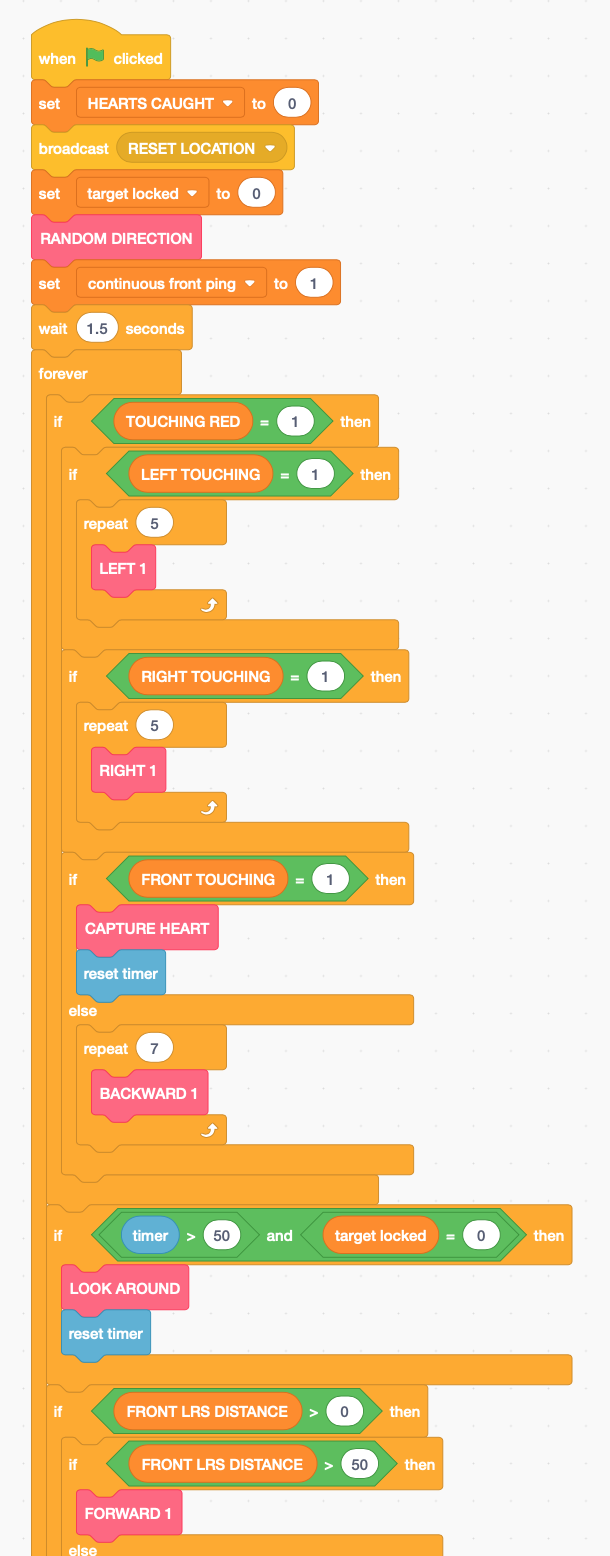 when clicked
set HEARTS CAUGHT to 0
broadcast RESET LOCATION
set target locked to 0
RANDOM DIRECTION
set continuous front ping to 1
wait 1.5 seconds
forever
if TOUCHING RED = 1 then
if LEFT TOUCHING = 1 then
repeat 5
LEFT 1
if RIGHT TOUCHING = 1 then
repeat 5
RIGHT 1
if FRONT TOUCHING = 1 then
CAPTURE HEART
reset timer
else
repeat 7
BACKWARD 1
if timer > 50 and target locked = 0 then
LOOK AROUND
reset timer
if FRONT LRS DISTANCE > 0 then
if FRONT LRS DISTANCE > 50 then
FORWARD 1
else